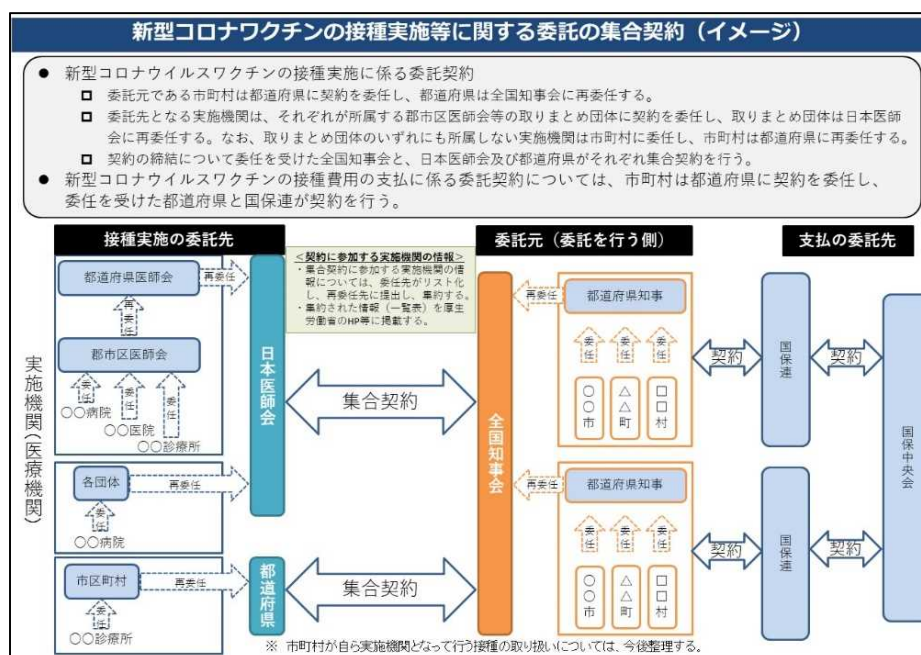 新型コロナワクチンの接種実施等に関する委託の集合契約（イメージ）
● 新型コロナウイルスワクチンの接種実施に係る委託契約
□ 委託元である市町村は都道府県に契約を委任し、都道府県は全国知事会に再委任する。
□ 委託先となる実施機関は、それぞれが所属する郡市区医師会等の取りまとめ団体に契約を委任し、取りまとめ団体は日本医師
会に再委任する。なお、取りまとめ団体のいずれにも所属しない実施機関は市町村に委任し、市町村は都道府県に再委任する。
□ 契約の締結について委任を受けた全国知事会と、日本医師会及び都道府県がそれぞれ集合契約を行う。
● 新型コロナウイルスワクチンの接種費用の支払に係る委託契約については、市町村は都道府県に契約を委任し、
委任を受けた都道府県と国保連が契約を行う。
接種実施の委託先
委託元（委託を行う側）
支払の委託先
実施機関（医療機関）
都道府県医師会
再委任
再委任
郡市区医師会
委任
委任
委任
〇〇病院
〇〇医院
〇〇診療所
各団体
再委任
委任
〇〇病院
市区町村
再委任
委任
〇〇診療所
日本医師会
都道府県
＜契約に参加する実施機関の情報＞
・集合契約に参加する実施機関の情
報については、委任先がリスト化
し、再委任先に提出し、集約する。
・集約された情報（一覧表）を厚生
労働省のHP等に掲載する。
集合契約
集合契約
全国知事会
再委任
都道府県知事
委任
委任
委任
〇〇市
△△町
□□村
再委任
都道府県知事
委任
委任
委任
〇〇市
△△町
□□村
契約
国保連
契約
契約
国保連
契約
国保中央会
※ 市町村が自ら実施機関となって行う接種の取り扱いについては、今後整理する。